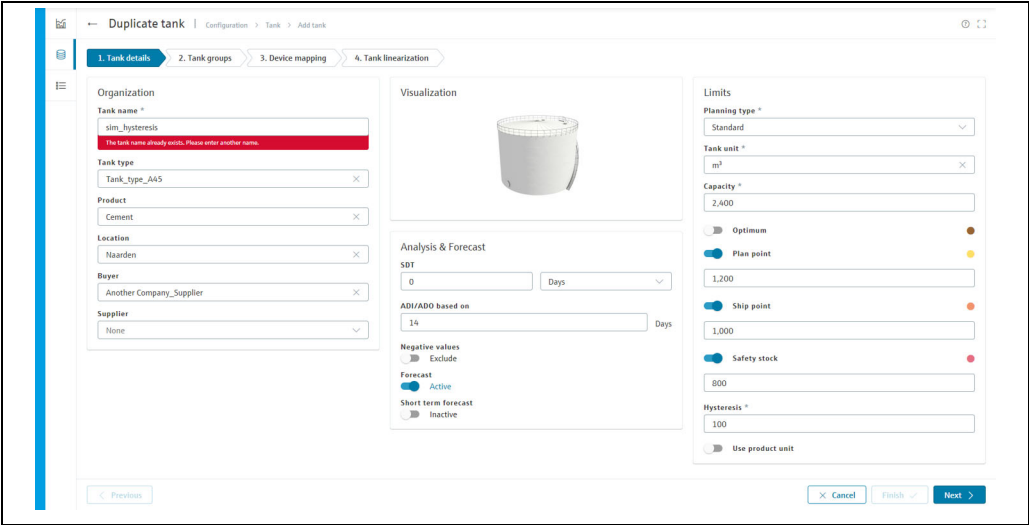 Duplicate tank | Configuration > Tank > Add tank
1. Tank details 2. Tank groups 3. Device mapping 4. Tank linearization
Organization
Tank name *
sim_hysteresis
The tank name already exists. Please enter another name.
Tank type
Tank_type_A45
Product
Cement
Location
Naarden
Buyer
Another Company_Supplier
Supplier
None
Visualization
Analysis & Forecast
SDT
0 Days
ADI/ADO based on
14 Days
Negative values
Exclude
Forecast
Active
Short term forecast
Inactive
Limits
Planning type *
Standard
Tank unit *
m³
Capacity *
2,400
Optimum
Plan point
1,200
Ship point
1,000
Safety stock
800
Hysteresis *
100
Use product unit
Previous Cancel Finish Next